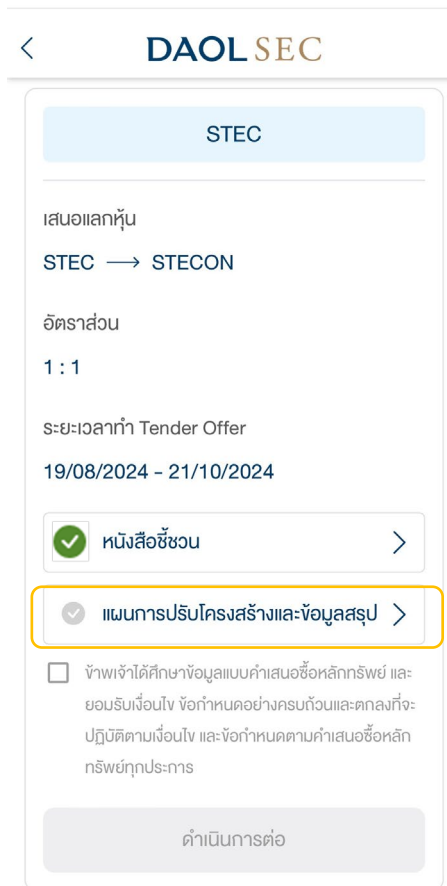 DAOL SEC
STEC
เสนอแลกหุ้น
STEC → STECON
อัตราส่วน
1 : 1
ระยะเวลาทำ Tender Offer
19/08/2024 - 21/10/2024
หนังสือชี้ชวน
แผนการปรับโครงสร้างและข้อมูลสรุป
ข้าพเจ้าได้ศึกษาข้อมูลแบบคำเสนอซื้อหลักทรัพย์ และ
ยอมรับเงื่อนไข ข้อกำหนดอย่างครบถ้วนและตกลงที่จะ
ปฏิบัติตามเงื่อนไข และข้อกำหนดตามคำเสนอซื้อหลัก
ทรัพย์ทุกประการ
ดำเนินการต่อ